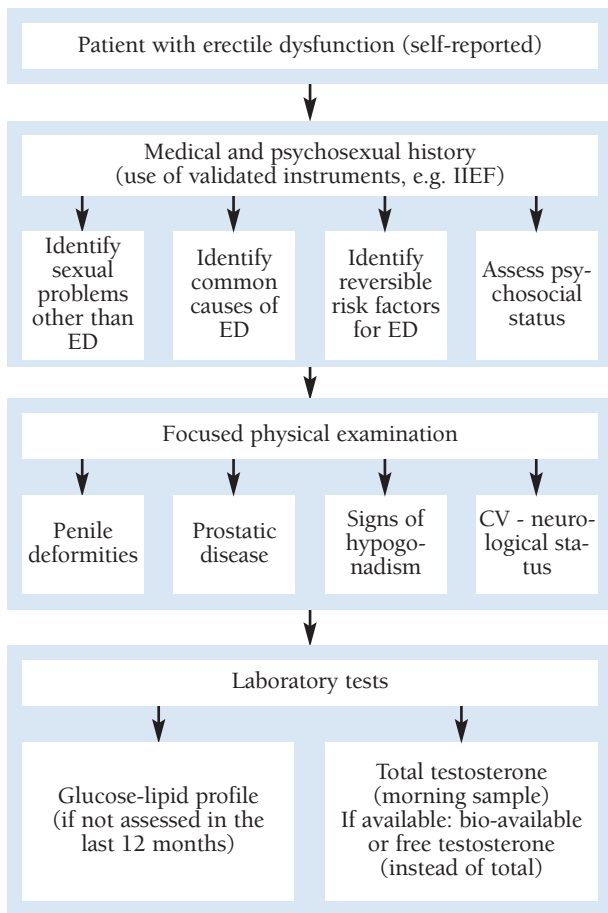 Patient with erectile dysfunction (self-reported)
Medical and psychosexual history
(use of validated instruments, e.g. IIEF)
Identify
sexual
problems
other than
ED
Identify
common
causes of
ED
Identify
reversible
risk factors
for ED
Assess psy-
chosocial
status
Focused physical examination
Penile
deformities
Prostatic
disease
Signs of
hypogo-
nadism
CV - neuro-
logical sta-
tus
Laboratory tests
Glucose-lipid profile
(if not assessed in the
last 12 months)
Total testosterone
(morning sample)
If available: bio-available
or free testosterone
(instead of total)